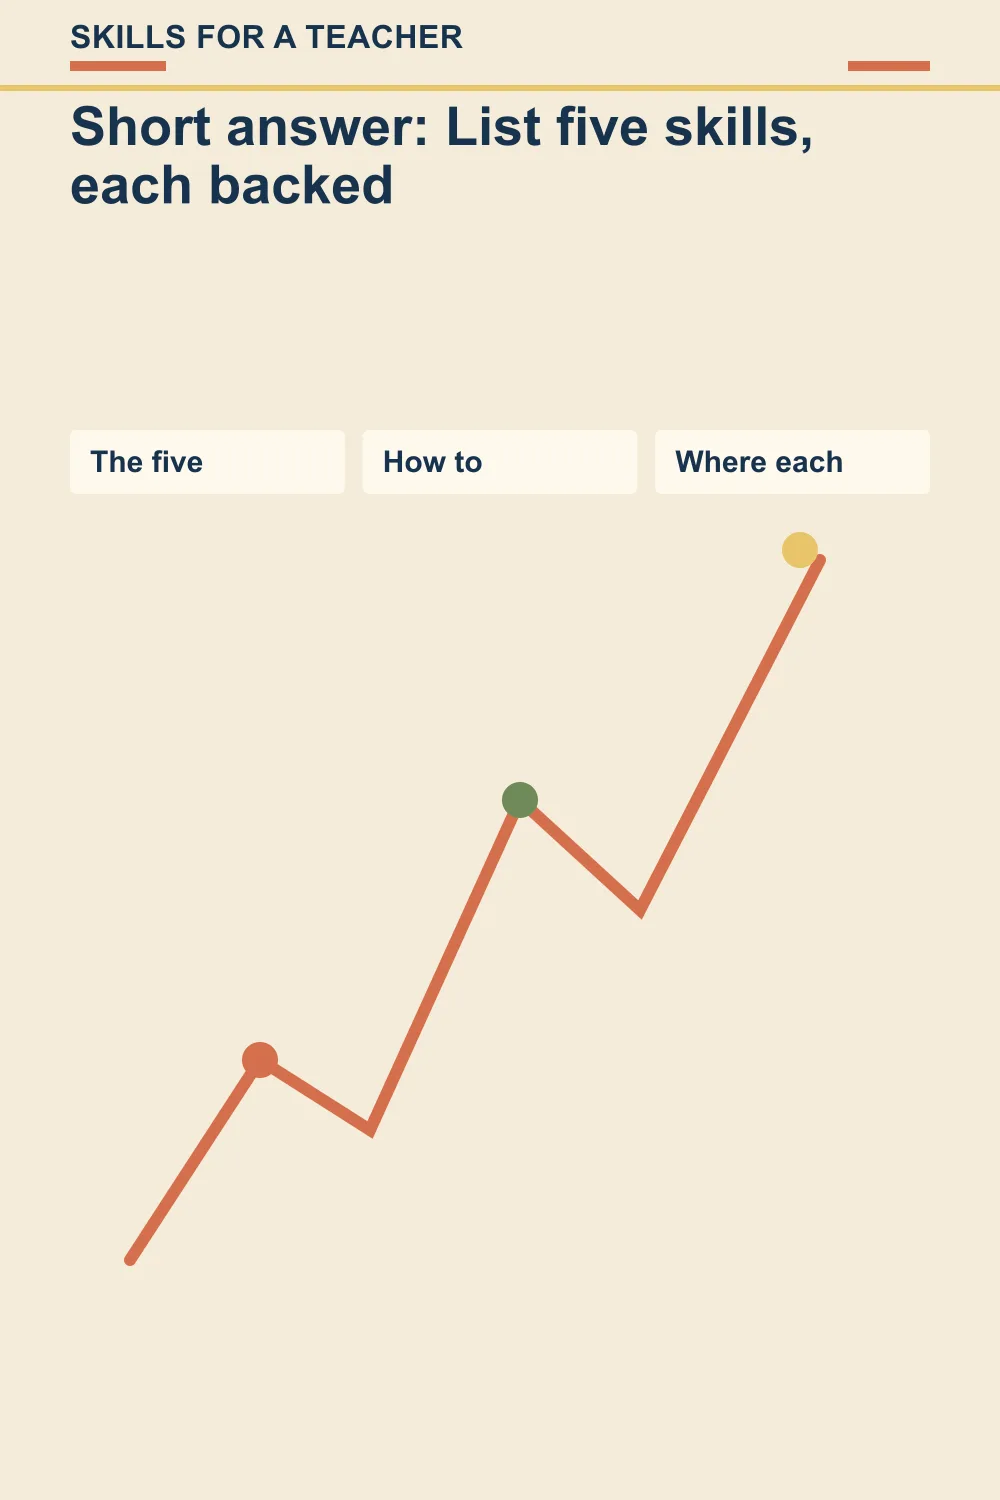 SKILLS FOR A TEACHER
Short answer: List five skills,
each backed
The five
How to
Where each